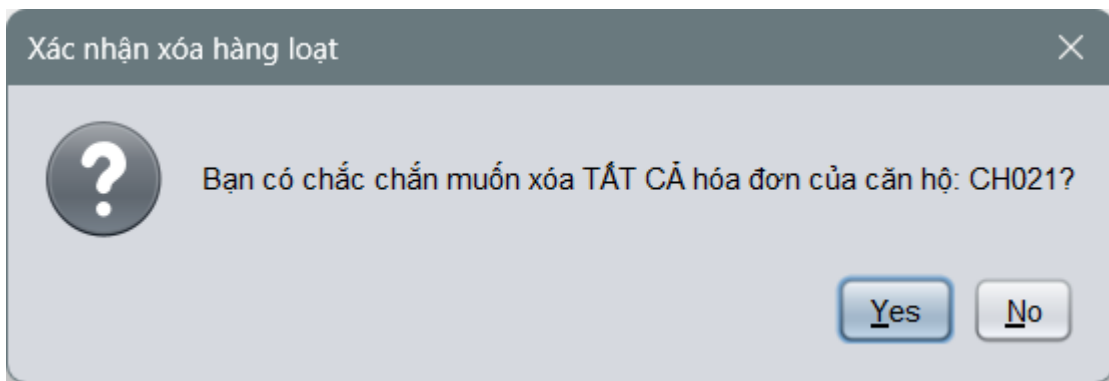 Xác nhận xóa hàng loạt
Bạn có chắc chắn muốn xóa TẤT CẢ hóa đơn của căn hộ: CH021?
Yes
No